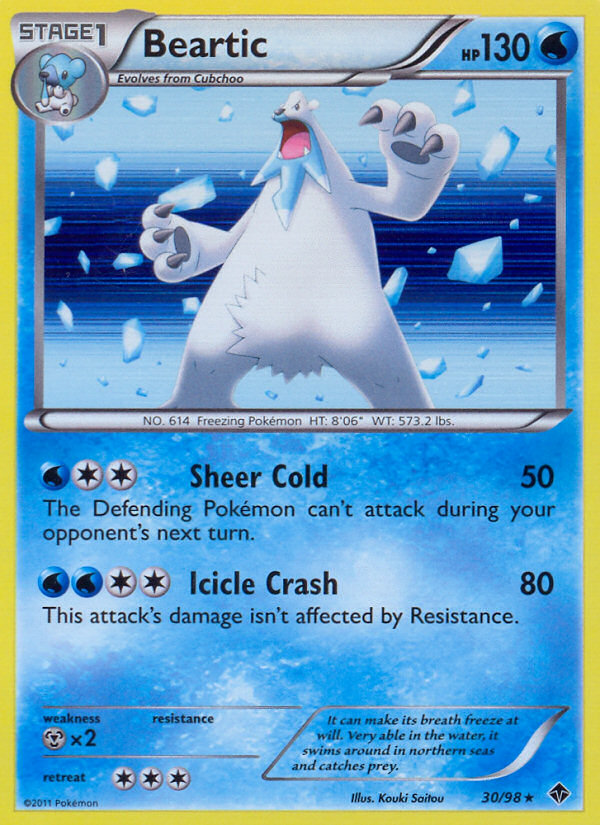 STAGE1
Beartic
HP130
Evolves from Cubchoo
NO. 614 Freezing Pokémon HT: 8'06" WT: 573.2 lbs.
Sheer Cold 50
The Defending Pokémon can't attack during your
opponent's next turn.
Icicle Crash 80
This attack's damage isn't affected by Resistance.
weakness resistance
×2
It can make its breath freeze at
will. Very able in the water, it
swims around in northern seas
and catches prey.
retreat
Illus. Kouki Saitou
30/98★
©2011 Pokémon